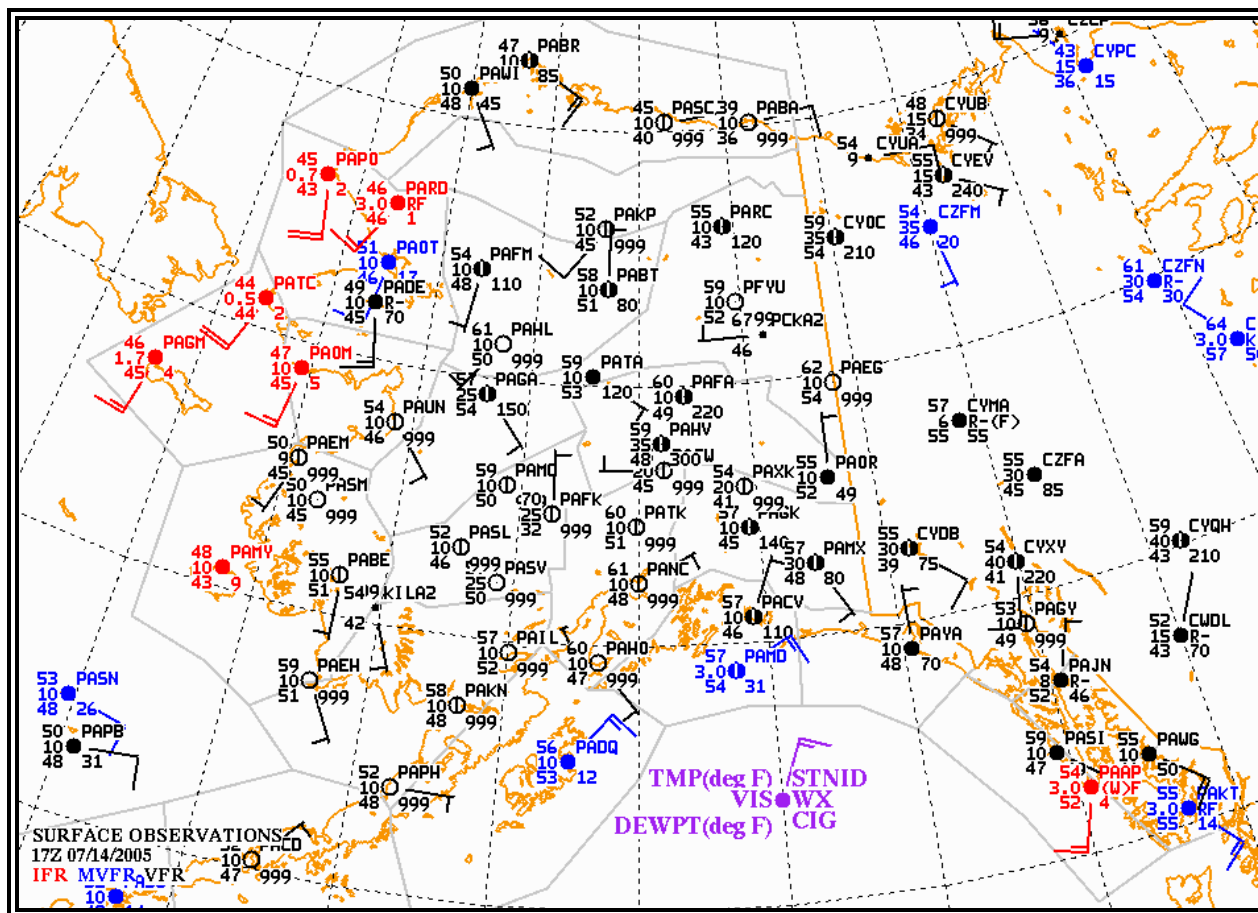 47 PABR
10 85
50 PAWI
10
48 45
45 PASC
10
40 999
39 PABA
10
36 999
48 CYUB
15
34 999
54 CYUA
9
55 CYEV
15
43 240
43 CYPC
15
36 15
45 PAPO
0.7
43 2
46 PARD
3.0 RF
46 1
51 PAOT
10
46 17
54 PAFM
10
48 110
52 PAKP
10
45 999
58 PABT
10
51 80
55 PARC
10
43 120
59 CYOC
35
54 210
54 CZFM
35
46 20
61 CZFN
30 R-
54 30
64
3.0
57
44 PATC
0.5
44 2
49 PADE
10 R-
45 70
59 PFYU
10
52
6799 PCKA2
46
46 PAGM
1.7
45 4
47 PAOM
10
45 5
61 PAHL
10
50 999
57 PAGA
25
54 150
59 PATA
10
53 120
60 PAFA
10
49 220
62 PAEG
10
54 999
57 CYMA
6 R-(F)
55 55
54 PAUN
10
46 999
50 PAEM
9
45 999
50 PASM
10
45 999
59 PAMC
10
50
70 PAFK
25
32 999
59 PAHV
35
48 300
20
45 999
54 PAXK
20
41 999
55 PAOR
10
52 49
55 CZFA
30
45 85
52 PASL
10
46 999
60 PATK
10
51 999
57 PAGK
10
45 140
57 PAMX
30
48 80
55 CYDB
30
39 75
54 CYXY
40
41 220
59 CYQH
40
43 210
48 PAMY
10
43 9
55 PABE
10
51
5449 KILA2
42
PASV
25
50 999
61 PANC
10
48 999
57 PACV
10
46 110
53 PAGY
10
49 999
52 CWDL
15 R-
43 70
53 PASN
10
48 26
59 PAEH
10
51 999
57 PAIL
10
52 999
60 PAHO
10
47 999
57 PAMD
3.0
54 31
57 PAYA
10
48 70
54 PAJN
8 R-
52 46
50 PAPB
10
48 31
58 PAKN
10
48 999
56 PADQ
10
53 12
59 PASI
10
47
55 PAWG
10
50
52 PAPH
10
48 999
54 PAAP
3.0 (W)F
52 4
55 PAKT
3.0 RF
55 14
TMP(deg F) STNID
VIS WX
DEWPT(deg F) CIG
SURFACE OBSERVATIONS
17Z 07/14/2005
IFR MVFR VFR
10
47 999
10